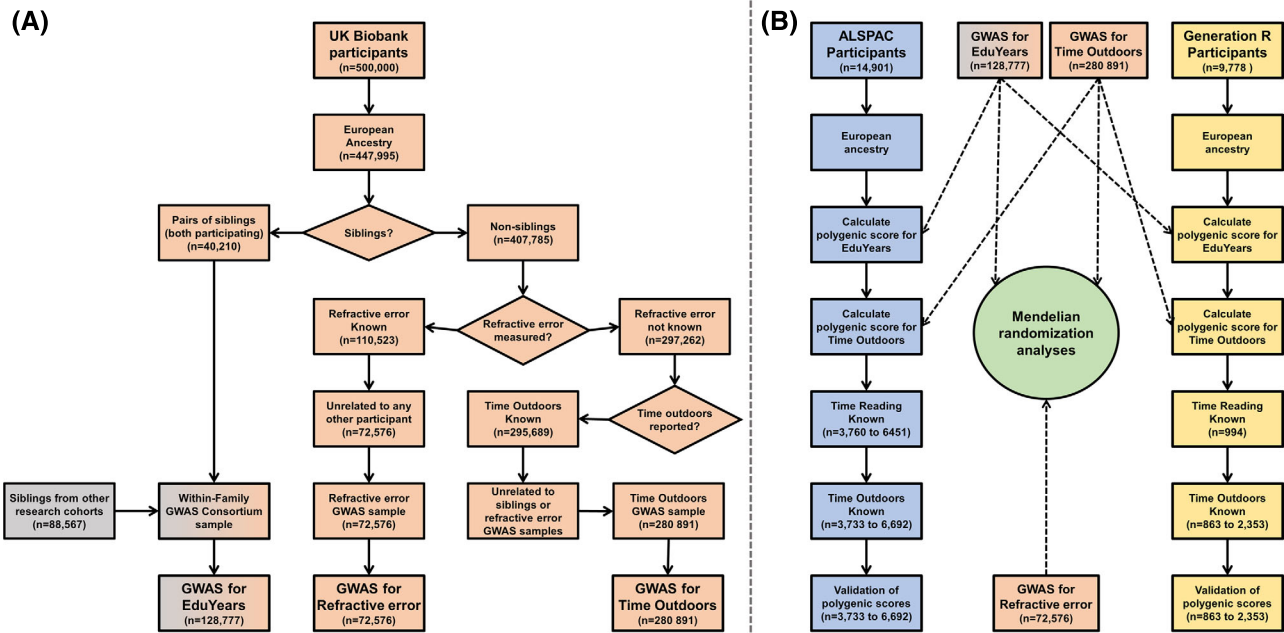 (A)
UK Biobank
participants
(n=500,000)
European
Ancestry
(n=447,995)
Pairs of siblings
(both participating)
(n=40,210)
Siblings?
Non-siblings
(n=407,785)
Refractive error
Known
(n=110,523)
Refractive error
measured?
Refractive error
not known
(n=297,262)
Unrelated to any
other participant
(n=72,576)
Time Outdoors
Known
(n=295,689)
Time outdoors
reported?
Siblings from other
research cohorts
(n=88,567)
Within-Family
GWAS Consortium
sample
Refractive error
GWAS sample
(n=72,576)
Unrelated to
siblings or
refractive error
GWAS samples
Time Outdoors
GWAS sample
(n=280 891)
GWAS for
EduYears
(n=128,777)
GWAS for
Refractive error
(n=72,576)
GWAS for
Time Outdoors
(n=280 891)
(B)
ALSPAC
Participants
(n=14,901)
GWAS for
EduYears
(n=128,777)
GWAS for
Time Outdoors
(n=280 891)
Generation R
Participants
(n=9,778 )
European
ancestry
European
ancestry
Calculate
polygenic score for
EduYears
Calculate
polygenic score for
EduYears
Calculate
polygenic score for
Time Outdoors
Mendelian
randomization
analyses
Calculate
polygenic score for
Time Outdoors
Time Reading
Known
(n=3,760 to 6451)
Time Reading
Known
(n=994)
Time Outdoors
Known
(n=3,733 to 6,692)
Time Outdoors
Known
(n=863 to 2,353)
Validation of
polygenic scores
(n=3,733 to 6,692)
GWAS for
Refractive error
(n=72,576)
Validation of
polygenic scores
(n=863 to 2,353)